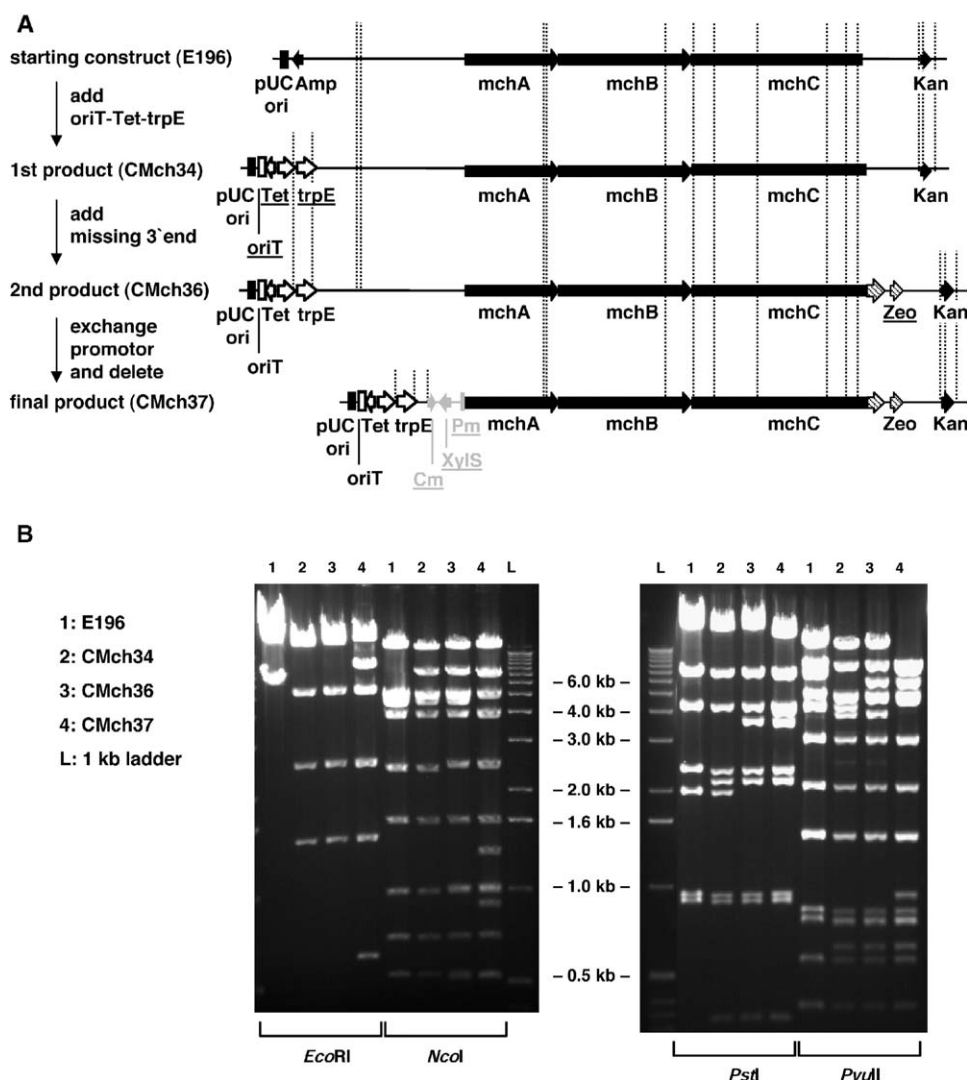 A
starting construct (E196)
pUC Amp
ori
mchA mchB mchC Kan
add
oriT-Tet-trpE
1st product (CMch34)
pUC Tet trpE
ori
oriT
mchA mchB mchC Kan
add
missing 3`end
2nd product (CMch36)
pUC Tet trpE
ori
oriT
mchA mchB mchC Zeo Kan
exchange
promotor
and delete
final product (CMch37)
pUC Tet trpE
ori
oriT
Cm
XylS
Pm
mchA mchB mchC Zeo Kan
B
1: E196
2: CMch34
3: CMch36
4: CMch37
L: 1 kb ladder
1 2 3 4 1 2 3 4 L
L 1 2 3 4 1 2 3 4
– 6.0 kb –
– 4.0 kb –
– 3.0 kb –
– 2.0 kb –
– 1.6 kb –
– 1.0 kb –
– 0.5 kb –
EcoRI NcoI
PstI PvuII